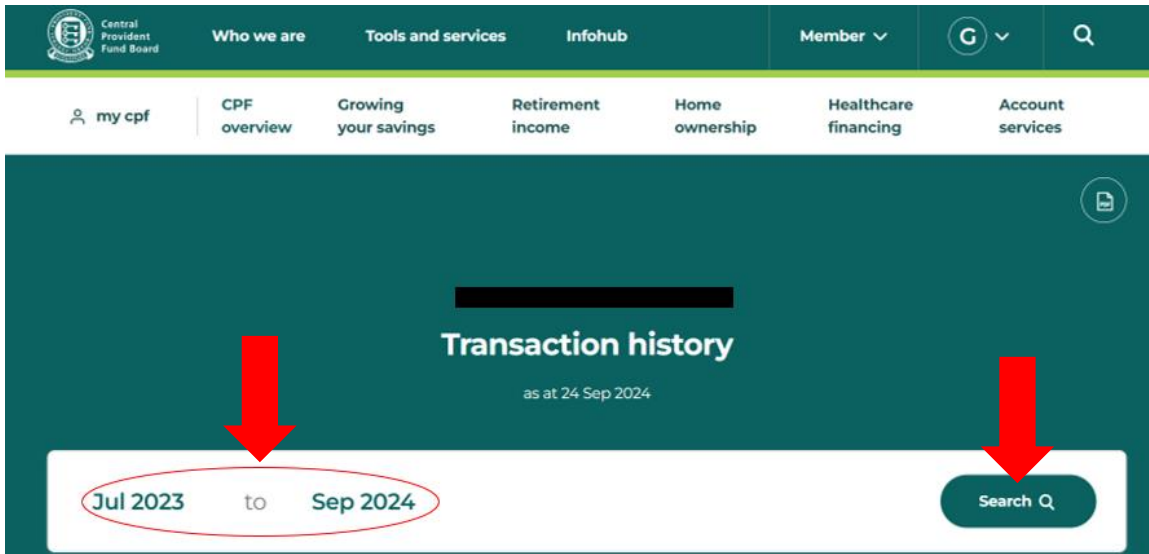 Central
Provident
Fund Board
Who we are
Tools and services
Infohub
Member
G
my cpf
CPF
overview
Growing
your savings
Retirement
income
Home
ownership
Healthcare
financing
Account
services
PDF
Transaction history
as at 24 Sep 2024
Jul 2023 to Sep 2024
Search